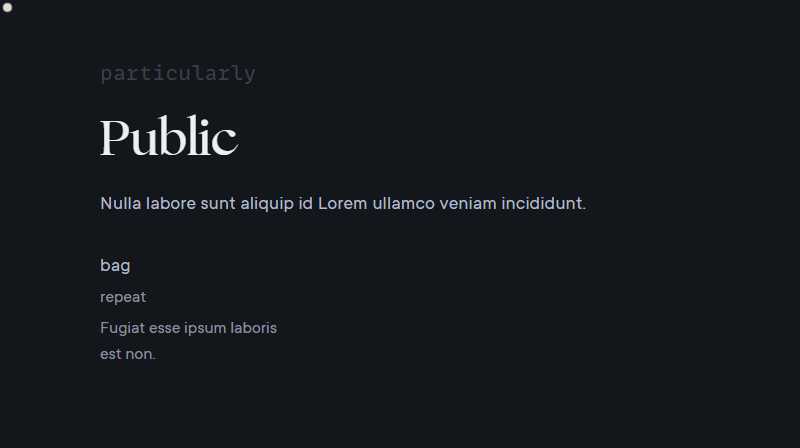 particularly
Public
Nulla labore sunt aliquip id Lorem ullamco veniam incididunt.
bag
repeat
Fugiat esse ipsum laboris
est non.